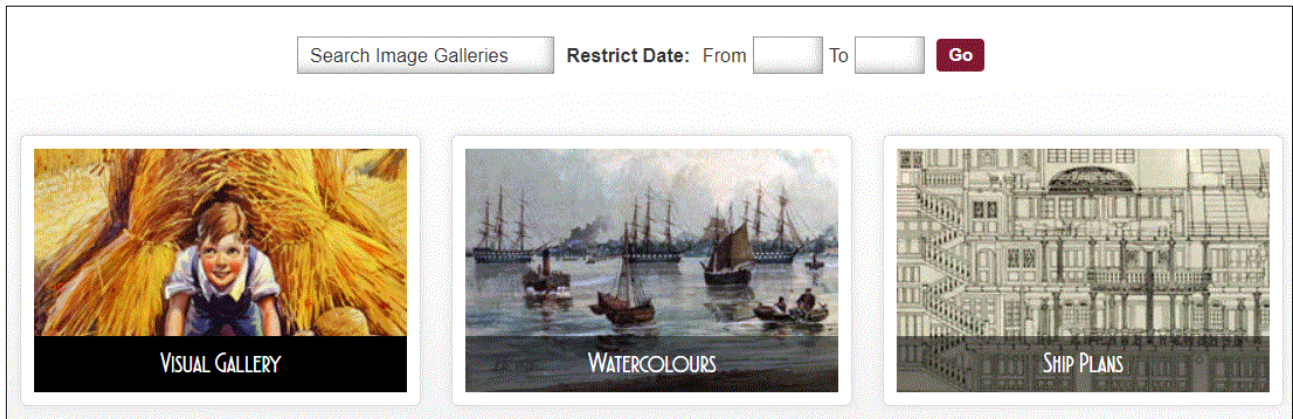 Search Image Galleries Restrict Date: From To Go
Visual Gallery
Watercolours
Ship Plans